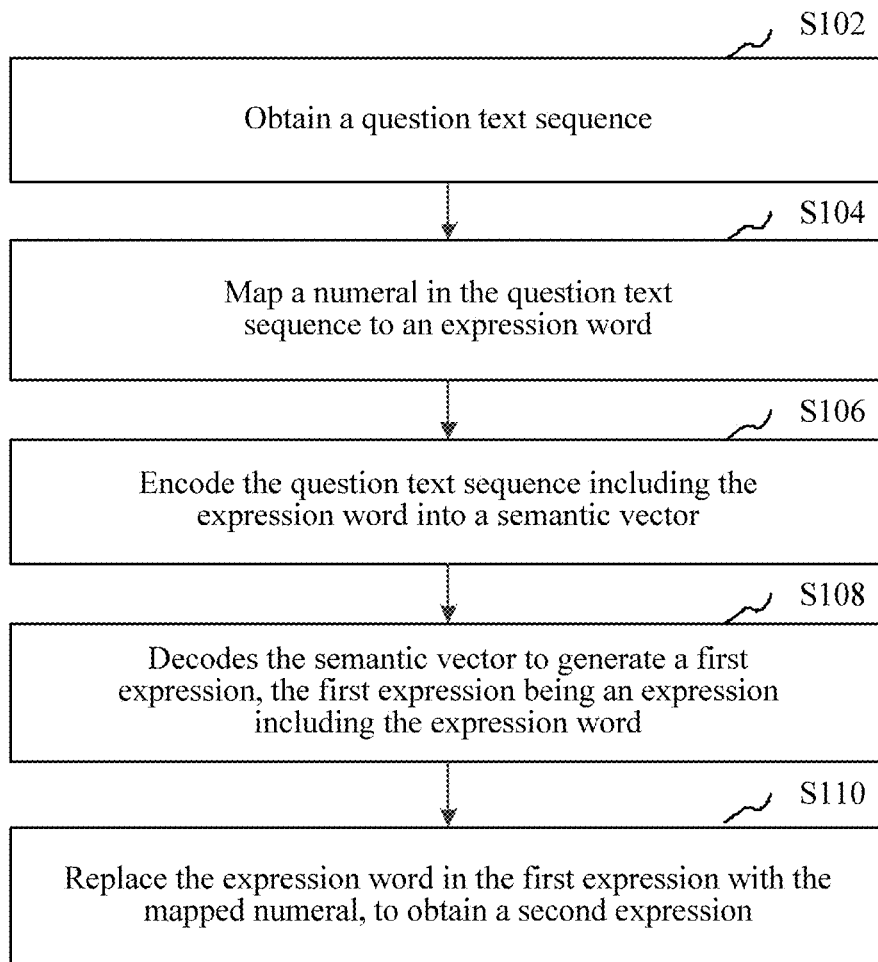 S102
Obtain a question text sequence
S104
Map a numeral in the question text
sequence to an expression word
S106
Encode the question text sequence including the
expression word into a semantic vector
S108
Decodes the semantic vector to generate a first
expression, the first expression being an expression
including the expression word
S110
Replace the expression word in the first expression with the
mapped numeral, to obtain a second expression